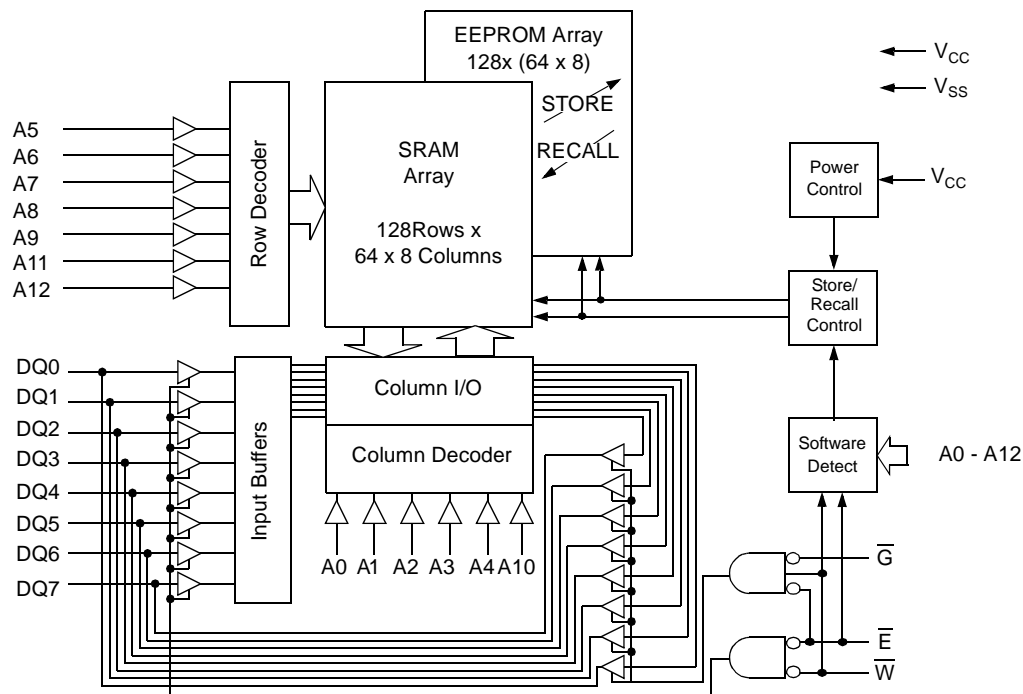 EEPROM Array
128x (64 x 8)
STORE
RECALL
SRAM
Array
128Rows x
64 x 8 Columns
A5
A6
A7
A8
A9
A11
A12
Row Decoder
VCC
VSS
Power
Control
VCC
Store/
Recall
Control
Software
Detect
A0 - A12
DQ0
DQ1
DQ2
DQ3
DQ4
DQ5
DQ6
DQ7
Input Buffers
Column I/O
Column Decoder
A0 A1 A2 A3 A4 A10
G̅
E̅
W̅